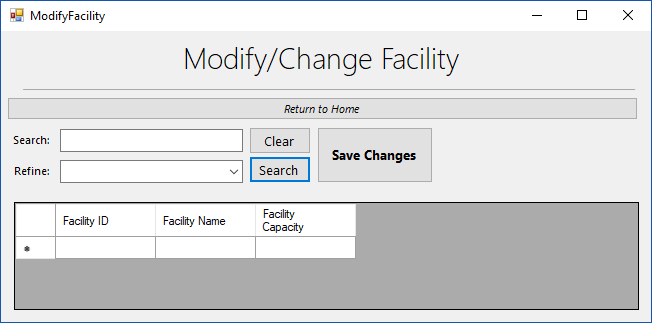 ModifyFacility
Modify/Change Facility
Return to Home
Search:
Clear
Save Changes
Refine:
Search
Facility ID
Facility Name
Facility
Capacity